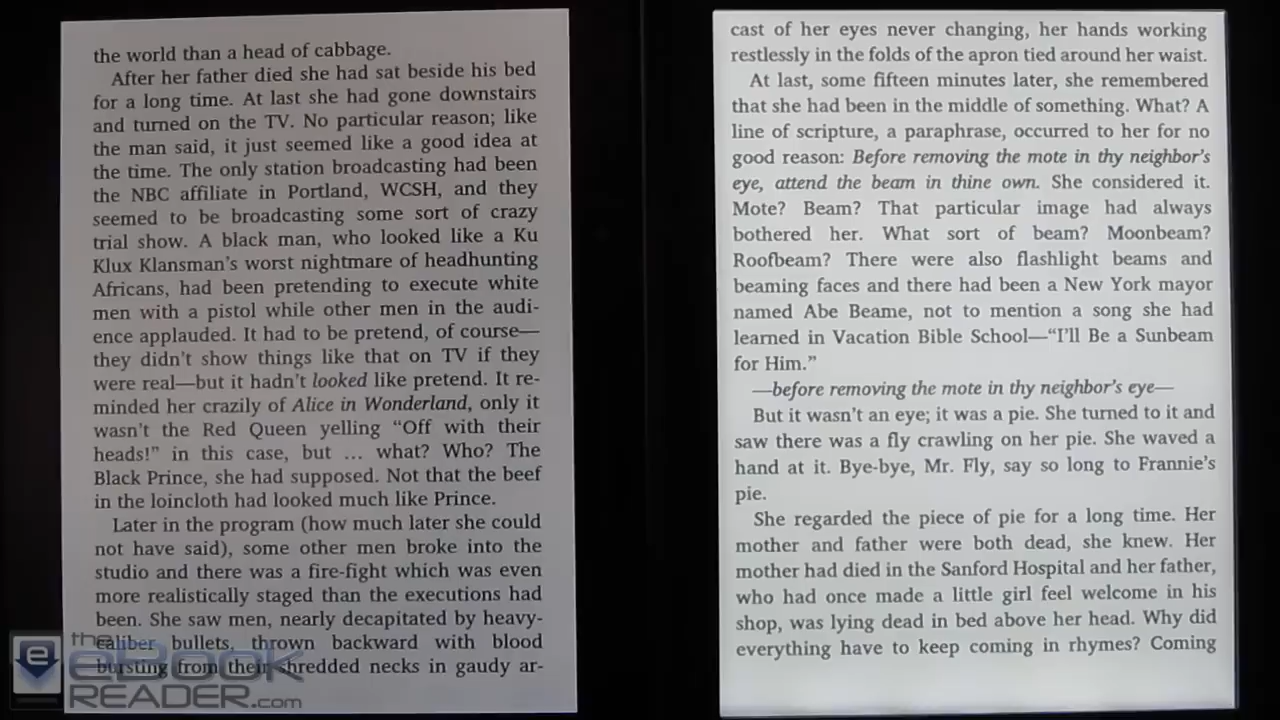 the world than a head of cabbage.
After her father died she had sat beside his bed
for a long time. At last she had gone downstairs
and turned on the TV. No particular reason; like
the man said, it just seemed like a good idea at
the time. The only station broadcasting had been
the NBC affiliate in Portland, WCSH, and they
seemed to be broadcasting some sort of crazy
trial show. A black man, who looked like a Ku
Klux Klansman's worst nightmare of headhunting
Africans, had been pretending to execute white
men with a pistol while other men in the audi-
ence applauded. It had to be pretend, of course—
they didn't show things like that on TV if they
were real—but it hadn't looked like pretend. It re-
minded her crazily of Alice in Wonderland, only it
wasn't the Red Queen yelling “Off with their
heads!” in this case, but ... what? Who? The
Black Prince, she had supposed. Not that the beef
in the loincloth had looked much like Prince.
Later in the program (how much later she could
not have said), some other men broke into the
studio and there was a fire-fight which was even
more realistically staged than the executions had
been. She saw men, nearly decapitated by heavy-
caliber bullets, thrown backward with blood
bursting from their shredded necks in gaudy ar-
cast of her eyes never changing, her hands working
restlessly in the folds of the apron tied around her waist.
At last, some fifteen minutes later, she remembered
that she had been in the middle of something. What? A
line of scripture, a paraphrase, occurred to her for no
good reason: Before removing the mote in thy neighbor's
eye, attend the beam in thine own. She considered it.
Mote? Beam? That particular image had always
bothered her. What sort of beam? Moonbeam?
Roofbeam? There were also flashlight beams and
beaming faces and there had been a New York mayor
named Abe Beame, not to mention a song she had
learned in Vacation Bible School—“I'll Be a Sunbeam
for Him.”
—before removing the mote in thy neighbor's eye—
But it wasn't an eye; it was a pie. She turned to it and
saw there was a fly crawling on her pie. She waved a
hand at it. Bye-bye, Mr. Fly, say so long to Frannie's
pie.
She regarded the piece of pie for a long time. Her
mother and father were both dead, she knew. Her
mother had died in the Sanford Hospital and her father,
who had once made a little girl feel welcome in his
shop, was lying dead in bed above her head. Why did
everything have to keep coming in rhymes? Coming
the
eBook
READER.com